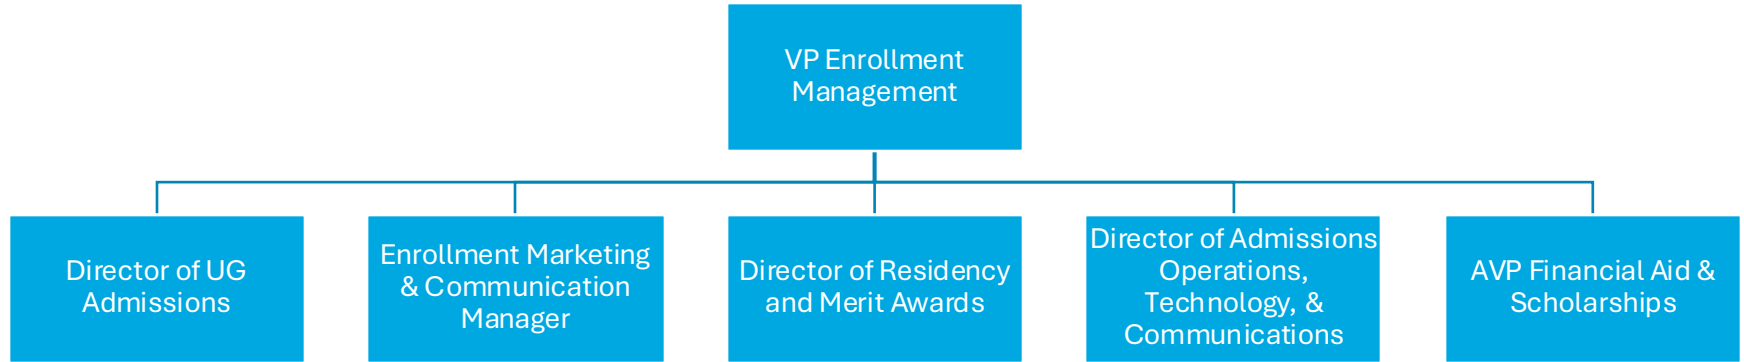 VP Enrollment
Management
Director of UG
Admissions
Enrollment Marketing
& Communication
Manager
Director of Residency
and Merit Awards
Director of Admissions
Operations,
Technology, &
Communications
AVP Financial Aid &
Scholarships